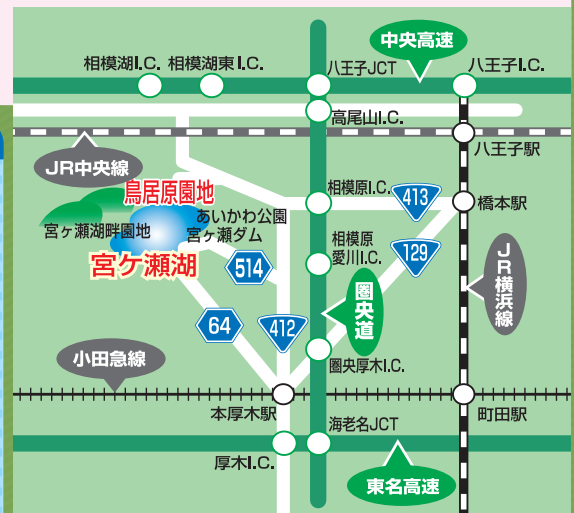 中央高速
相模湖I.C.
相模湖東I.C.
八王子JCT
八王子I.C.
高尾山I.C.
八王子駅
JR中央線
鳥居原園地
相模原I.C.
413
橋本駅
あいかわ公園
宮ヶ瀬湖畔園地
宮ヶ瀬ダム
相模原
愛川I.C.
129
宮ケ瀬湖
514
JR横浜線
圏央道
64
412
小田急線
圏央厚木I.C.
本厚木駅
町田駅
海老名JCT
厚木I.C.
東名高速